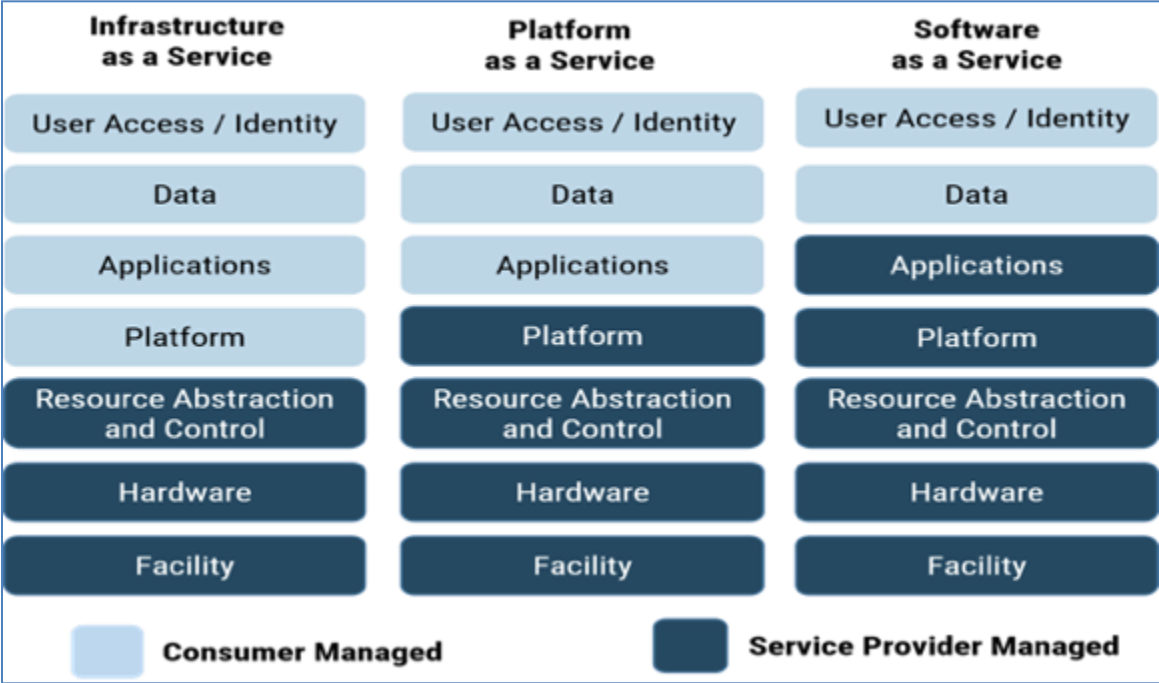 Infrastructure
as a Service
Platform
as a Service
Software
as a Service
User Access / Identity
User Access / Identity
User Access / Identity
Data
Data
Data
Applications
Applications
Applications
Platform
Platform
Platform
Resource Abstraction
and Control
Resource Abstraction
and Control
Resource Abstraction
and Control
Hardware
Hardware
Hardware
Facility
Facility
Facility
Consumer Managed
Service Provider Managed